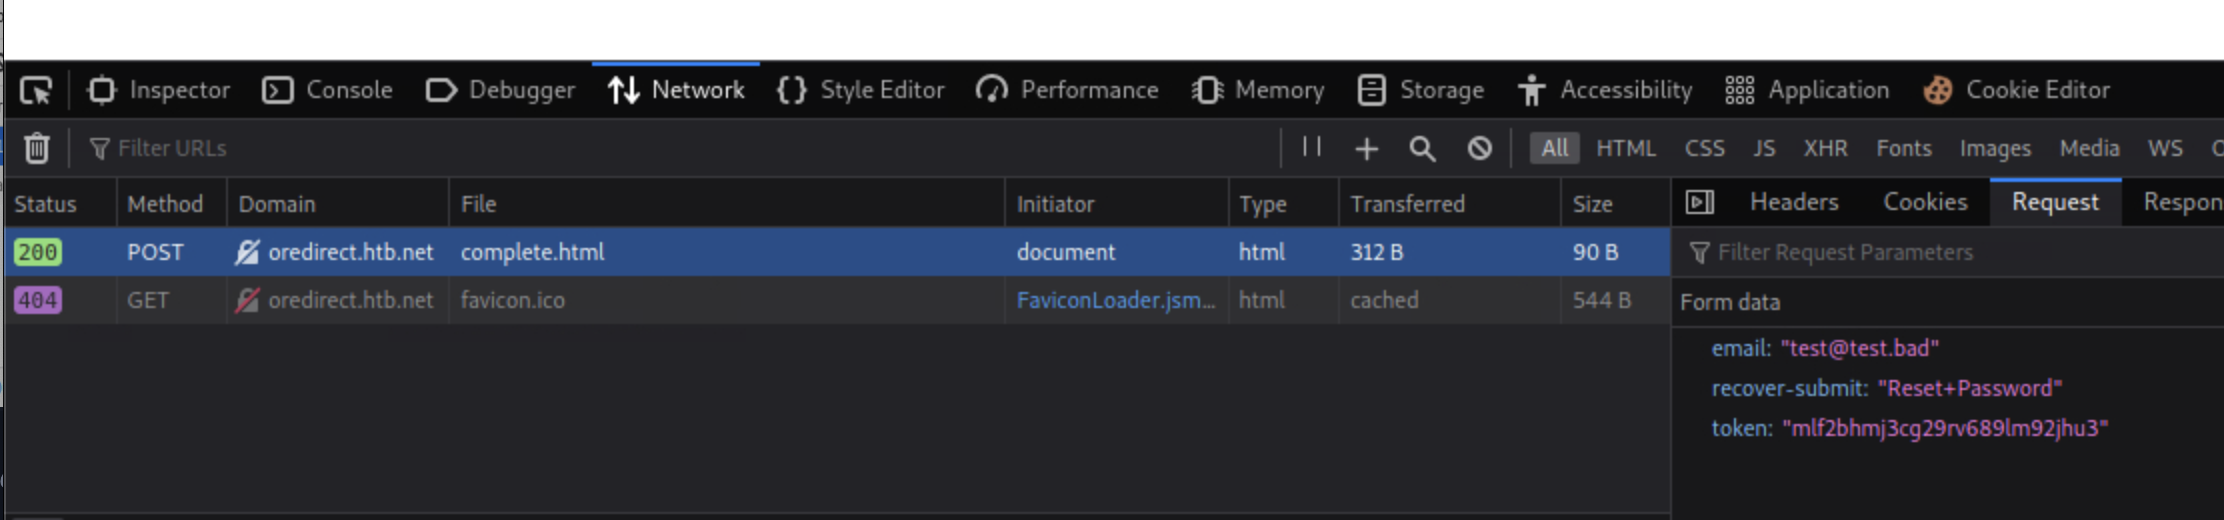 Inspector Console Debugger Network Style Editor Performance Memory Storage Accessibility Application Cookie Editor
Filter URLs All HTML CSS JS XHR Fonts Images Media WS
Status Method Domain File Initiator Type Transferred Size Headers Cookies Request Respon
200 POST oredirect.htb.net complete.html document html 312 B 90 B Filter Request Parameters
404 GET oredirect.htb.net favicon.ico FaviconLoader.jsm... html cached 544 B Form data
email: "test@test.bad"
recover-submit: "Reset+Password"
token: "mlf2bhmj3cg29rv689lm92jhu3"